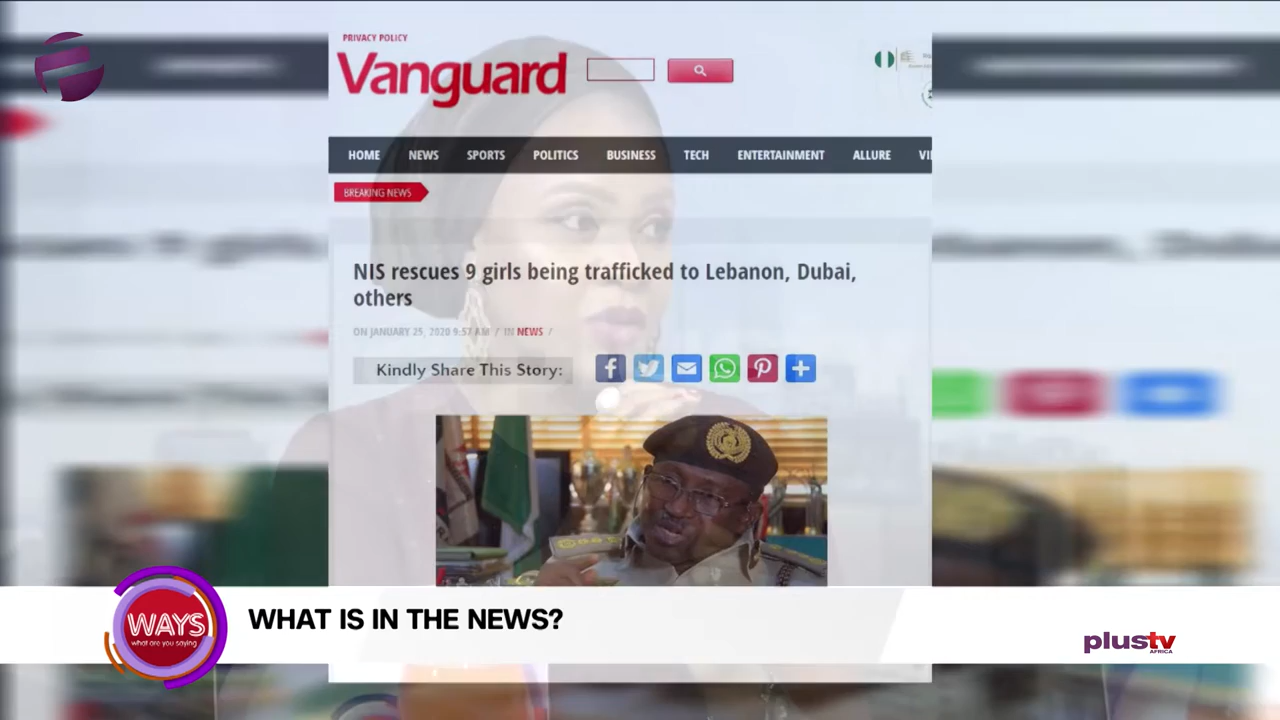 PRIVACY POLICY
Vanguard
HOME NEWS SPORTS POLITICS BUSINESS TECH ENTERTAINMENT ALLURE VI
BREAKING NEWS
NIS rescues 9 girls being trafficked to Lebanon, Dubai,
others
ON JANUARY 25, 2020 9:57 AM / IN NEWS /
Kindly Share This Story:
WAYS
what are you saying
WHAT IS IN THE NEWS?
plustv
AFRICA